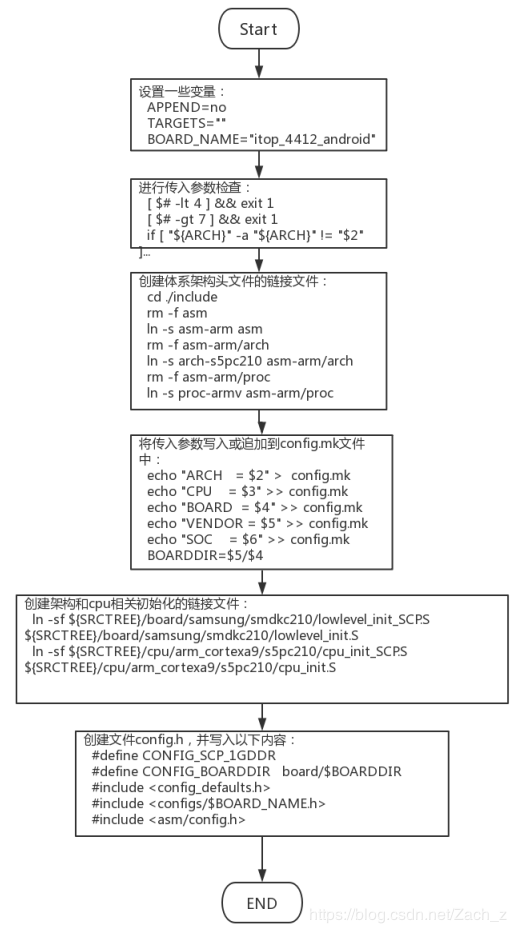 Start
设置一些变量：
APPEND=no
TARGETS=""
BOARD_NAME="itop_4412_android"
进行传入参数检查：
[ $# -lt 4 ] && exit 1
[ $# -gt 7 ] && exit 1
if [ "${ARCH}" -a "${ARCH}" != "$2"
]...
创建体系架构头文件的链接文件：
cd ./include
rm -f asm
ln -s asm-arm asm
rm -f asm-arm/arch
ln -s arch-s5pc210 asm-arm/arch
rm -f asm-arm/proc
ln -s proc-armv asm-arm/proc
将传入参数写入或追加到config.mk文件
中：
echo "ARCH   = $2" >  config.mk
echo "CPU    = $3" >> config.mk
echo "BOARD  = $4" >> config.mk
echo "VENDOR = $5" >> config.mk
echo "SOC    = $6" >> config.mk
BOARDDIR=$5/$4
创建架构和cpu相关初始化的链接文件：
ln -sf ${SRCTREE}/board/samsung/smdkc210/lowlevel_init_SCP.S
${SRCTREE}/board/samsung/smdkc210/lowlevel_init.S
ln -sf ${SRCTREE}/cpu/arm_cortexa9/s5pc210/cpu_init_SCP.S
${SRCTREE}/cpu/arm_cortexa9/s5pc210/cpu_init.S
创建文件config.h，并写入以下内容：
#define CONFIG_SCP_1GDDR
#define CONFIG_BOARDDIR   board/$BOARDDIR
#include <config_defaults.h>
#include <configs/$BOARD_NAME.h>
#include <asm/config.h>
END
https://blog.csdn.net/Zach_z